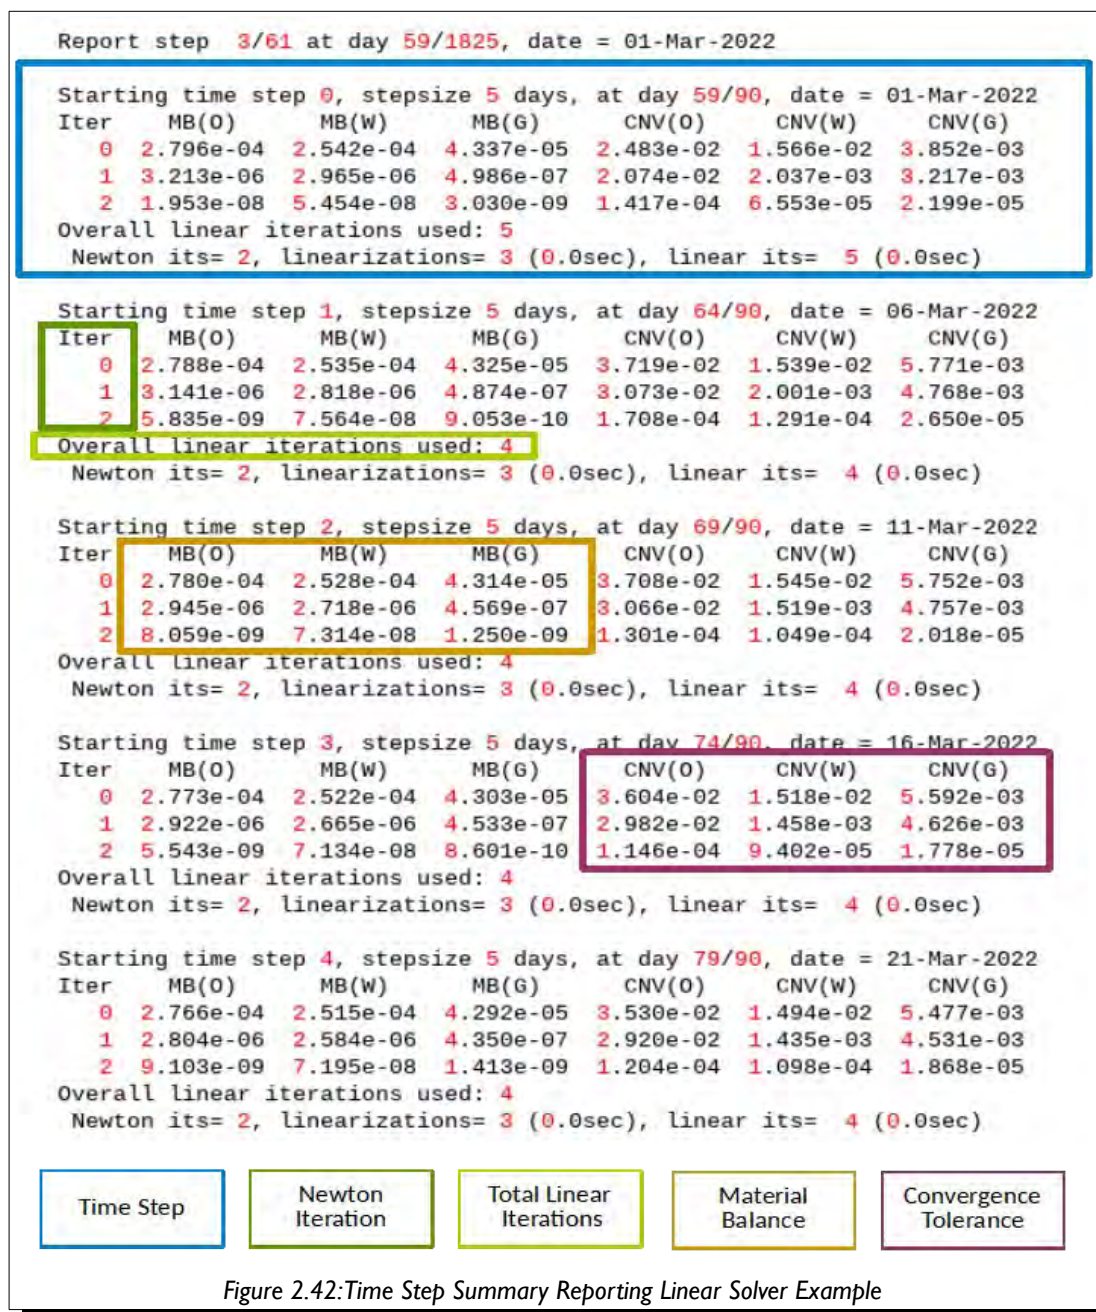 Report step  3/61 at day 59/1825, date = 01-Mar-2022
Starting time step 0, stepsize 5 days, at day 59/90, date = 01-Mar-2022
Iter    MB(O)      MB(W)      MB(G)      CNV(O)     CNV(W)     CNV(G)
0  2.796e-04  2.542e-04  4.337e-05  2.483e-02  1.566e-02  3.852e-03
1  3.213e-06  2.965e-06  4.986e-07  2.074e-02  2.037e-03  3.217e-03
2  1.953e-08  5.454e-08  3.030e-09  1.417e-04  6.553e-05  2.199e-05
Overall linear iterations used: 5
Newton its= 2, linearizations= 3 (0.0sec), linear its=  5 (0.0sec)
Starting time step 1, stepsize 5 days, at day 64/90, date = 06-Mar-2022
Iter    MB(O)      MB(W)      MB(G)      CNV(O)     CNV(W)     CNV(G)
0  2.788e-04  2.535e-04  4.325e-05  3.719e-02  1.539e-02  5.771e-03
1  3.141e-06  2.818e-06  4.874e-07  3.073e-02  2.001e-03  4.768e-03
2  5.835e-09  7.564e-08  9.053e-10  1.708e-04  1.291e-04  2.650e-05
Overall linear iterations used: 4
Newton its= 2, linearizations= 3 (0.0sec), linear its=  4 (0.0sec)
Starting time step 2, stepsize 5 days, at day 69/90, date = 11-Mar-2022
Iter    MB(O)      MB(W)      MB(G)      CNV(O)     CNV(W)     CNV(G)
0  2.780e-04  2.528e-04  4.314e-05  3.708e-02  1.545e-02  5.752e-03
1  2.945e-06  2.718e-06  4.569e-07  3.066e-02  1.519e-03  4.757e-03
2  8.059e-09  7.314e-08  1.250e-09  1.301e-04  1.049e-04  2.018e-05
Overall linear iterations used: 4
Newton its= 2, linearizations= 3 (0.0sec), linear its=  4 (0.0sec)
Starting time step 3, stepsize 5 days, at day 74/90, date = 16-Mar-2022
Iter    MB(O)      MB(W)      MB(G)      CNV(O)     CNV(W)     CNV(G)
0  2.773e-04  2.522e-04  4.303e-05  3.604e-02  1.518e-02  5.592e-03
1  2.922e-06  2.665e-06  4.533e-07  2.982e-02  1.458e-03  4.626e-03
2  5.543e-09  7.134e-08  8.601e-10  1.146e-04  9.402e-05  1.778e-05
Overall linear iterations used: 4
Newton its= 2, linearizations= 3 (0.0sec), linear its=  4 (0.0sec)
Starting time step 4, stepsize 5 days, at day 79/90, date = 21-Mar-2022
Iter    MB(O)      MB(W)      MB(G)      CNV(O)     CNV(W)     CNV(G)
0  2.766e-04  2.515e-04  4.292e-05  3.530e-02  1.494e-02  5.477e-03
1  2.804e-06  2.584e-06  4.350e-07  2.920e-02  1.435e-03  4.531e-03
2  9.103e-09  7.195e-08  1.413e-09  1.204e-04  1.098e-04  1.868e-05
Overall linear iterations used: 4
Newton its= 2, linearizations= 3 (0.0sec), linear its=  4 (0.0sec)
Time Step
Newton
Iteration
Total Linear
Iterations
Material
Balance
Convergence
Tolerance
Figure 2.42:Time Step Summary Reporting Linear Solver Example